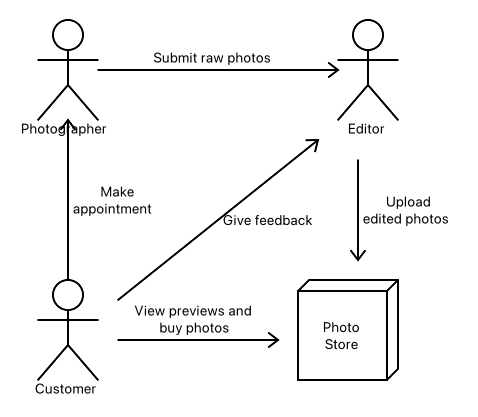 Submit raw photos
Photographer
Editor
Make
appointment
Give feedback
Upload
edited photos
View previews and
buy photos
Photo
Store
Customer